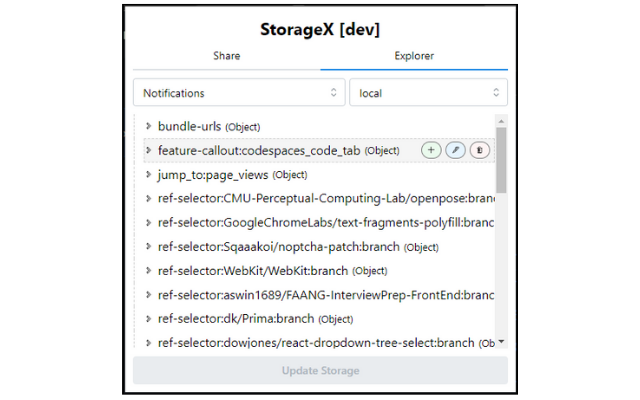 StorageX [dev]
Share Explorer
Notifications local
bundle-urls (Object)
feature-callout:codespaces_code_tab (Object)
jump_to:page_views (Object)
ref-selector:CMU-Perceptual-Computing-Lab/openpose:branc
ref-selector:GoogleChromeLabs/text-fragments-polyfill:branc
ref-selector:Sqaaakoi/noptcha-patch:branch (Object)
ref-selector:WebKit/WebKit:branch (Object)
ref-selector:aswin1689/FAANG-InterviewPrep-FrontEnd:branc
ref-selector:dk/Prima:branch (Object)
ref-selector:dowjones/react-dropdown-tree-select:branch (Ob
Update Storage